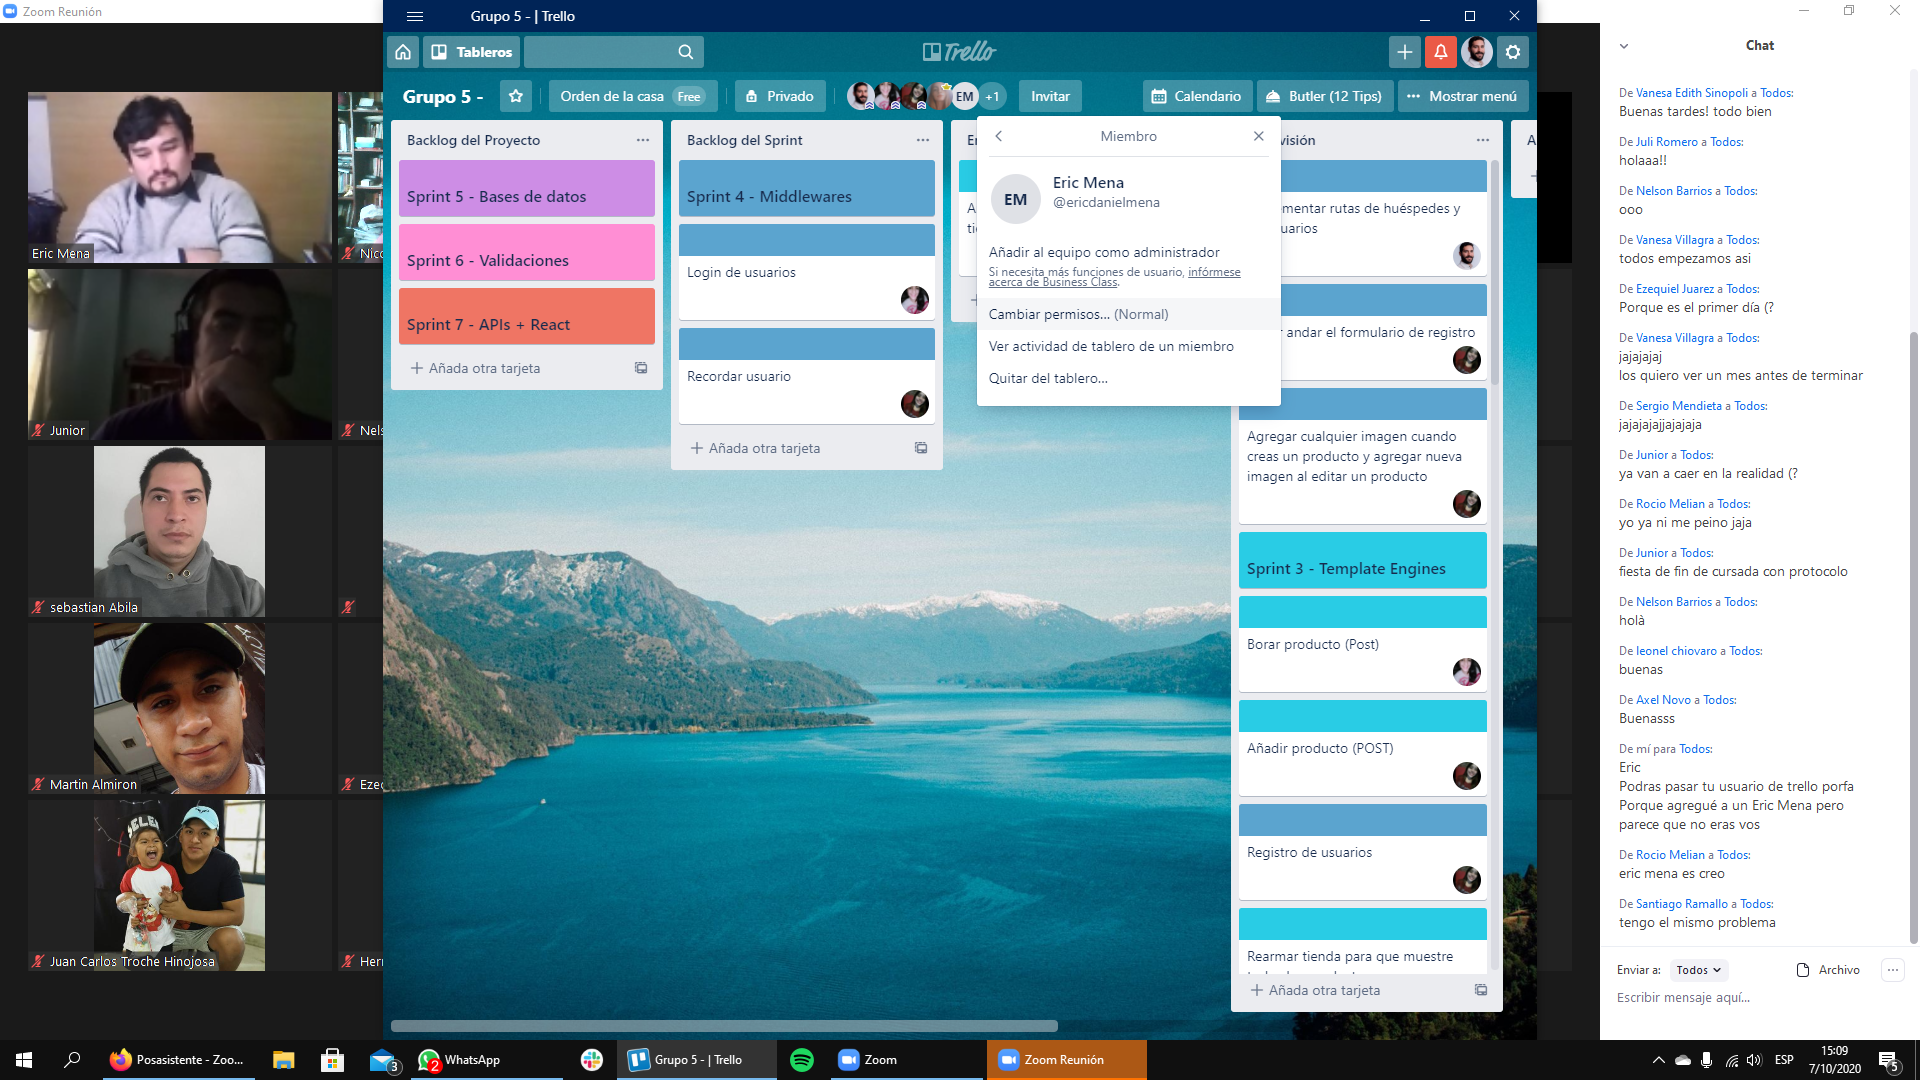 Zoom Reunión
Grupo 5 - | Trello
Tableros
Trello
Grupo 5 -
Orden de la casa
Free
Privado
EM
+1
Invitar
Calendario
Butler (12 Tips)
Mostrar menú
Backlog del Proyecto
Sprint 5 - Bases de datos
Sprint 6 - Validaciones
Sprint 7 - APIs + React
Añada otra tarjeta
Backlog del Sprint
Sprint 4 - Middlewares
Login de usuarios
Recordar usuario
Añada otra tarjeta
Miembro
EM
Eric Mena
@ericdanielmena
Añadir al equipo como administrador
Si necesita más funciones de usuario, infórmese
acerca de Business Class.
Cambiar permisos... (Normal)
Ver actividad de tablero de un miembro
Quitar del tablero...
andar el formulario de registro
Agregar cualquier imagen cuando
creas un producto y agregar nueva
imagen al editar un producto
Sprint 3 - Template Engines
Borar producto (Post)
Añadir producto (POST)
Registro de usuarios
Rearmar tienda para que muestre
Añada otra tarjeta
Eric Mena
Junior
sebastian Abila
Martin Almiron
Juan Carlos Troche Hinojosa
Chat
De Vanesa Edith Sinopoli a Todos:
Buenas tardes! todo bien
De Juli Romero a Todos:
holaaa!!
De Nelson Barrios a Todos:
ooo
De Vanesa Villagra a Todos:
todos empezamos asi
De Ezequiel Juarez a Todos:
Porque es el primer día (?
De Vanesa Villagra a Todos:
jajajajaj
los quiero ver un mes antes de terminar
De Sergio Mendieta a Todos:
jajajajajjajajaja
De Junior a Todos:
ya van a caer en la realidad (?
De Rocio Melian a Todos:
yo ya ni me peino jaja
De Junior a Todos:
fiesta de fin de cursada con protocolo
De Nelson Barrios a Todos:
holà
De leonel chiovaro a Todos:
buenas
De Axel Novo a Todos:
Buenasss
De mí para Todos:
Eric
Podras pasar tu usuario de trello porfa
Porque agregué a un Eric Mena pero
parece que no eras vos
De Rocio Melian a Todos:
eric mena es creo
De Santiago Ramallo a Todos:
tengo el mismo problema
Enviar a: Todos
Archivo
Escribir mensaje aquí...
Posasistente - Zoo...
3
2
WhatsApp
Grupo 5 - | Trello
Zoom
Zoom Reunión
ESP
15:09
7/10/2020
5